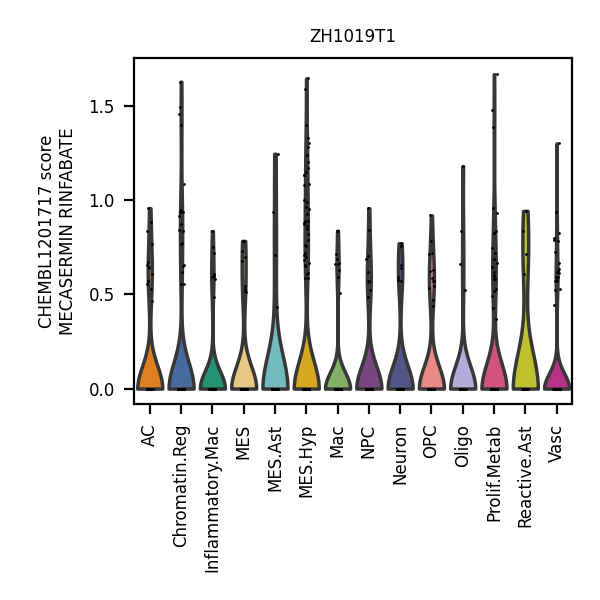 ZH1019T1
CHEMBL1201717 score
MECASERMIN RINFABATE
1.5
1.0
0.5
0.0
AC
Chromatin.Reg
Inflammatory.Mac
MES
MES.Ast
MES.Hyp
Mac
NPC
Neuron
OPC
Oligo
Prolif.Metab
Reactive.Ast
Vasc